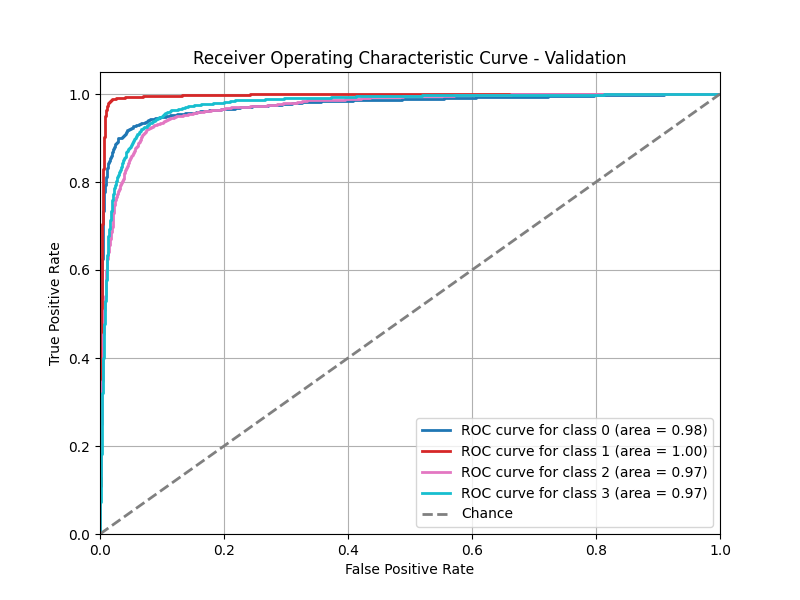 Receiver Operating Characteristic Curve - Validation
True Positive Rate
1.0
0.8
0.6
0.4
0.2
0.0
ROC curve for class 0 (area = 0.98)
ROC curve for class 1 (area = 1.00)
ROC curve for class 2 (area = 0.97)
ROC curve for class 3 (area = 0.97)
Chance
0.0 0.2 0.4 0.6 0.8 1.0
False Positive Rate